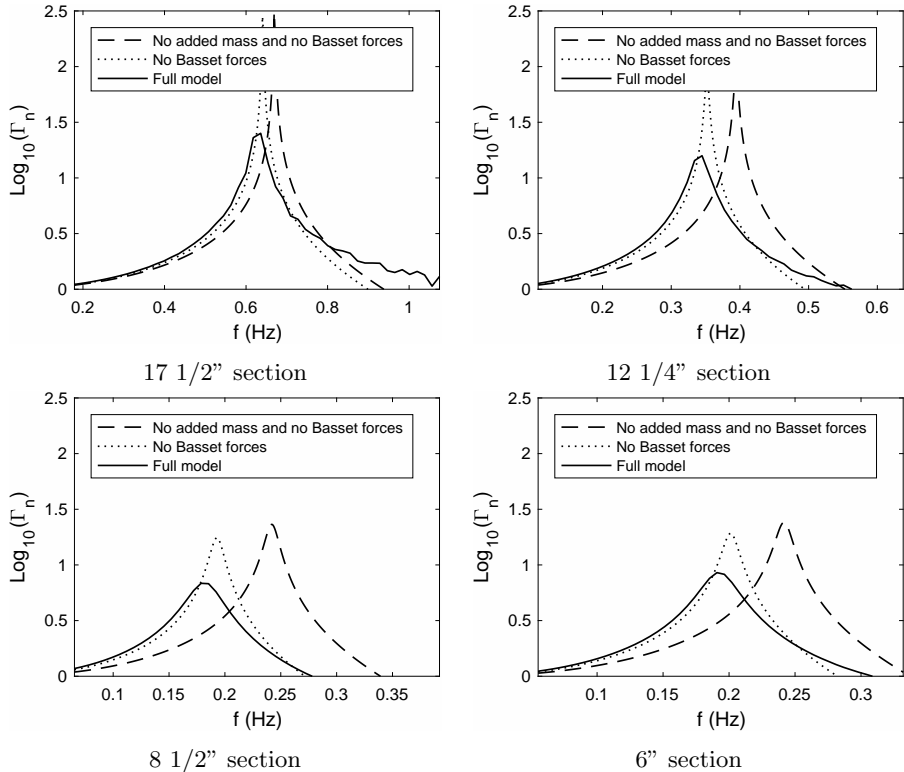 2.5
2
1.5
1
0.5
0
Log10(Γn)
No added mass and no Basset forces
No Basset forces
Full model
0.2 0.4 0.6 0.8 1
f (Hz)
17 1/2” section
2.5
2
1.5
1
0.5
0
Log10(Γn)
No added mass and no Basset forces
No Basset forces
Full model
0.2 0.3 0.4 0.5 0.6
f (Hz)
12 1/4” section
2.5
2
1.5
1
0.5
0
Log10(Γn)
No added mass and no Basset forces
No Basset forces
Full model
0.1 0.15 0.2 0.25 0.3 0.35
f (Hz)
8 1/2” section
2.5
2
1.5
1
0.5
0
Log10(Γn)
No added mass and no Basset forces
No Basset forces
Full model
0.1 0.15 0.2 0.25 0.3
f (Hz)
6” section